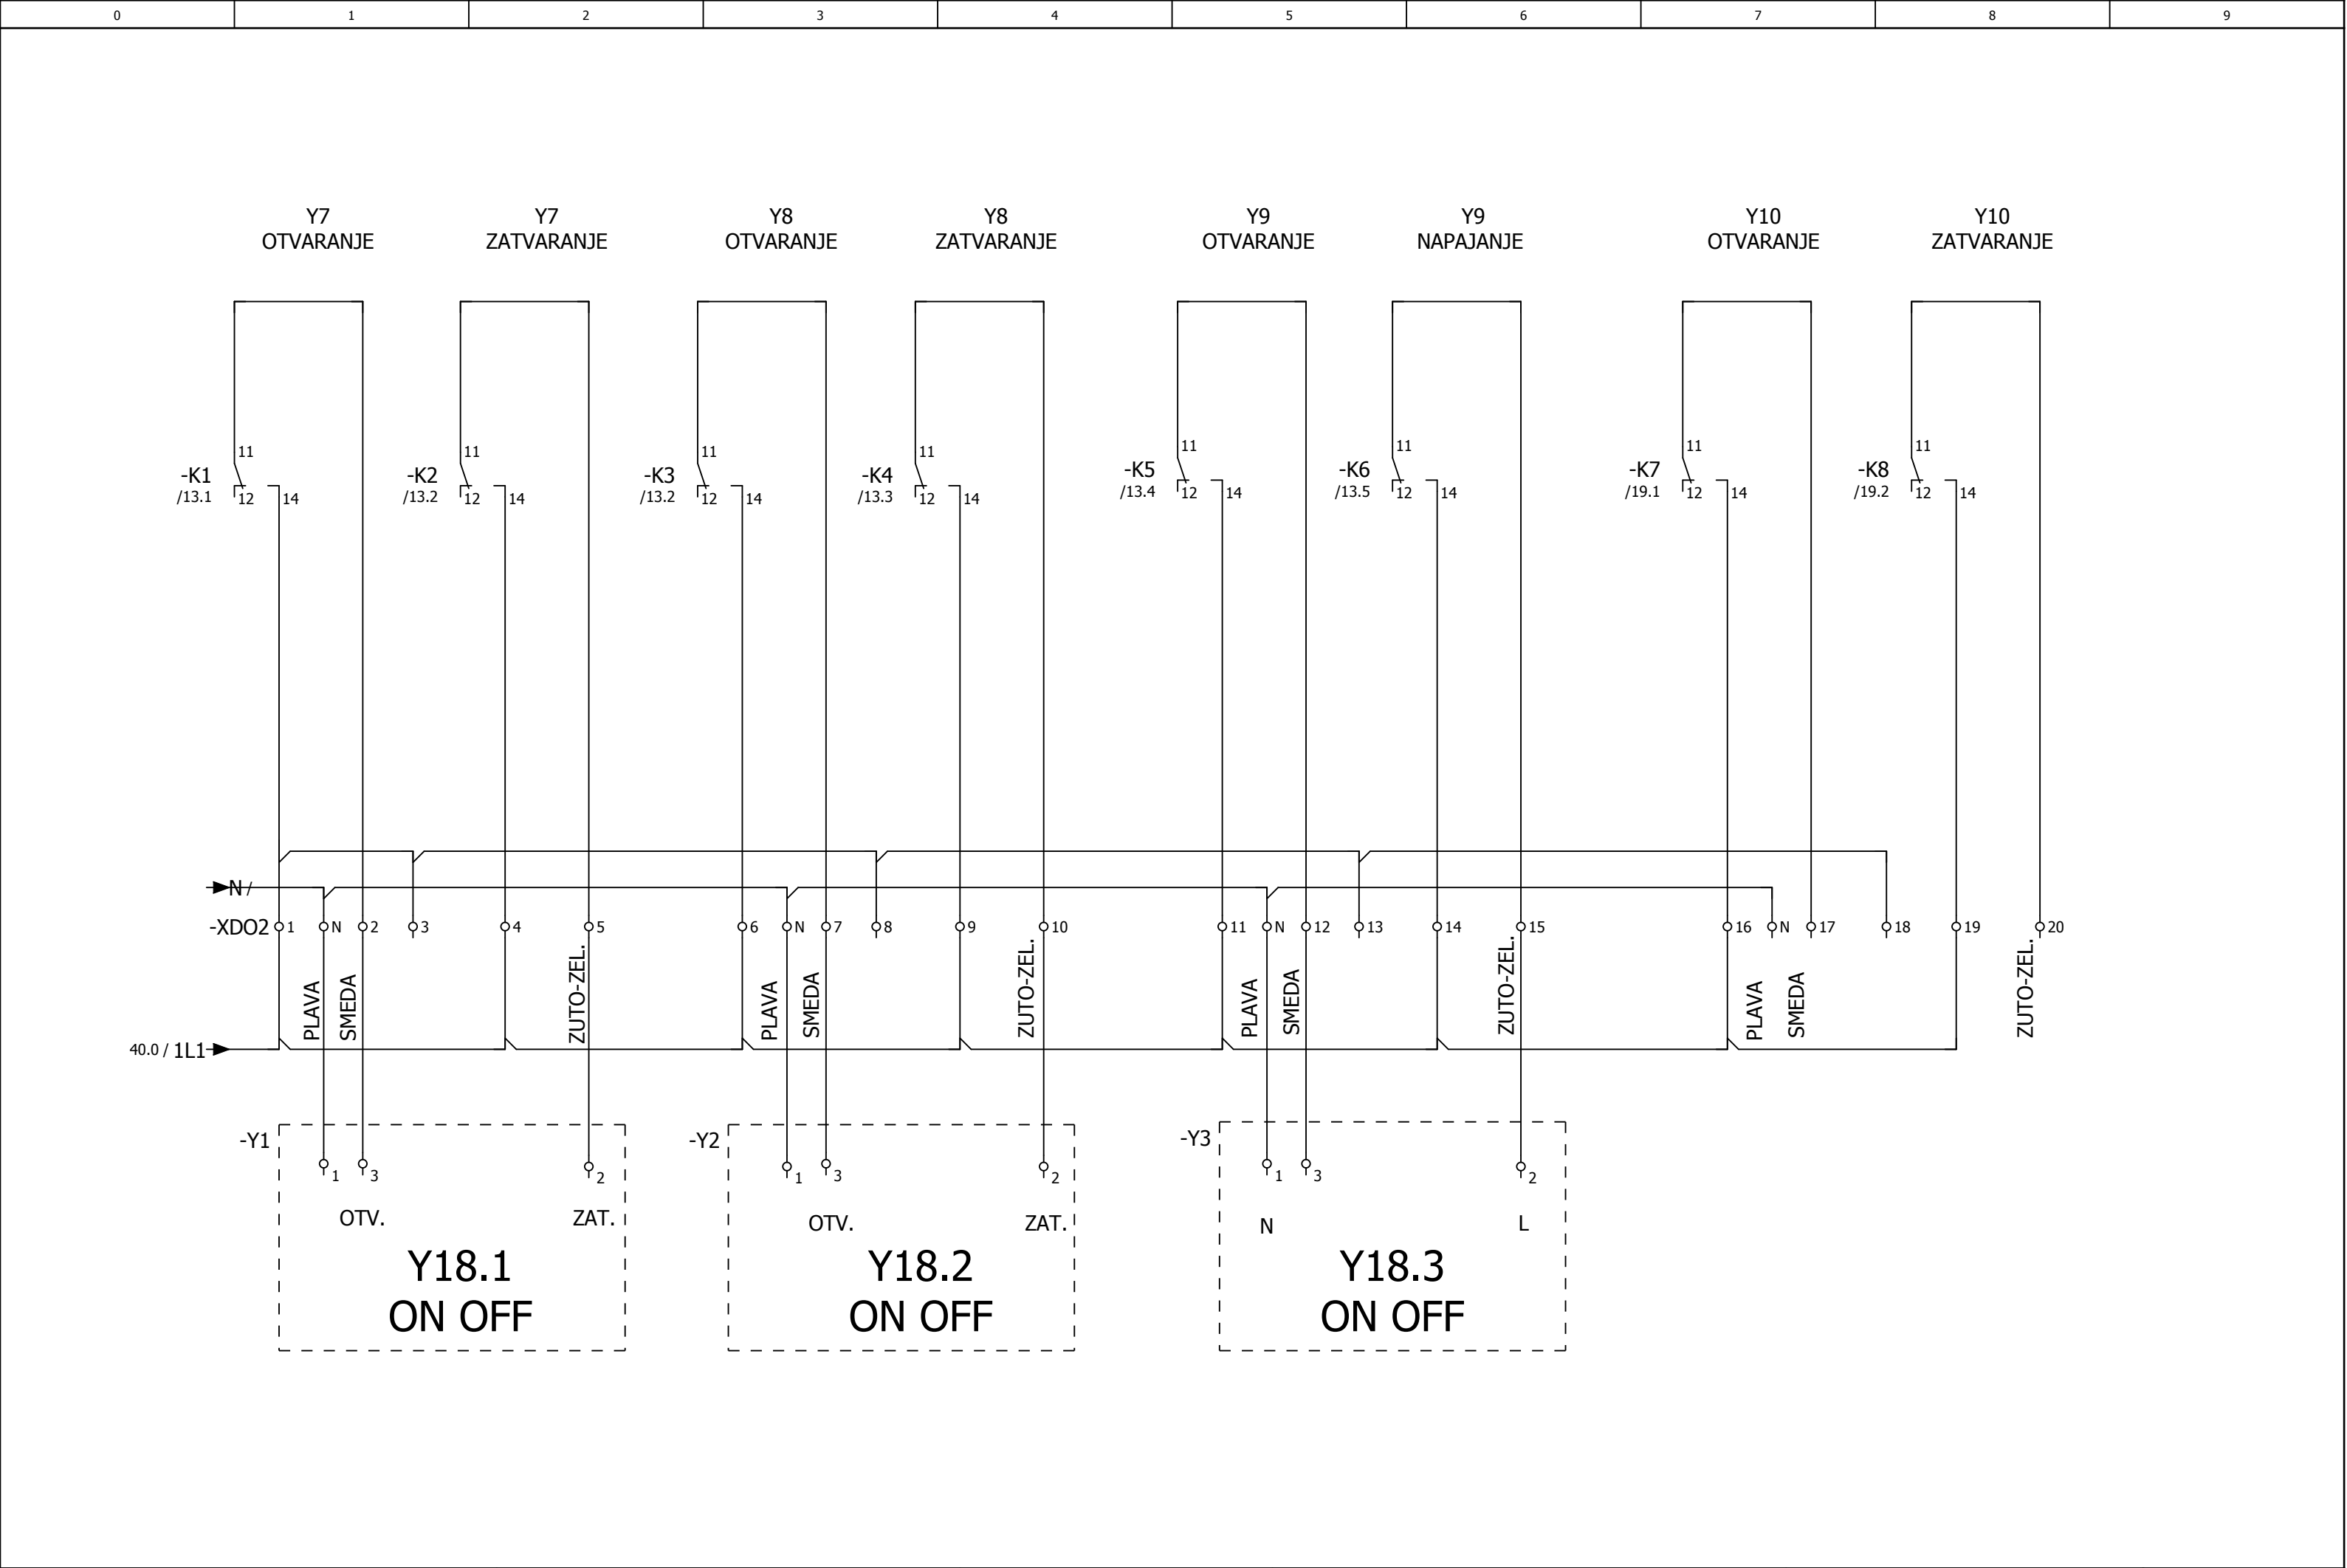 0 1 2 3 4 5 6 7 8 9
Y7 Y7 Y8 Y8 Y9 Y9 Y10 Y10
OTVARANJE ZATVARANJE OTVARANJE ZATVARANJE OTVARANJE NAPAJANJE OTVARANJE ZATVARANJE
11 11 11 11 11 11 11 11
-K1 -K2 -K3 -K4 -K5 -K6 -K7 -K8
/13.1 /13.2 /13.2 /13.3 /13.4 /13.5 /19.1 /19.2
12 14 12 14 12 14 12 14 12 14 12 14 12 14 12 14
N /
-XDO2 1 N 2 3 4 5 6 N 7 8 9 10 11 N 12 13 14 15 16 N 17 18 19 20
PLAVA SMEDA ZUTO-ZEL. PLAVA SMEDA ZUTO-ZEL. PLAVA SMEDA ZUTO-ZEL. PLAVA SMEDA ZUTO-ZEL.
40.0 / 1L1
-Y1 -Y2 -Y3
1 3 2 1 3 2 1 3 2
OTV. ZAT. OTV. ZAT. N L
Y18.1 Y18.2 Y18.3
ON OFF ON OFF ON OFF